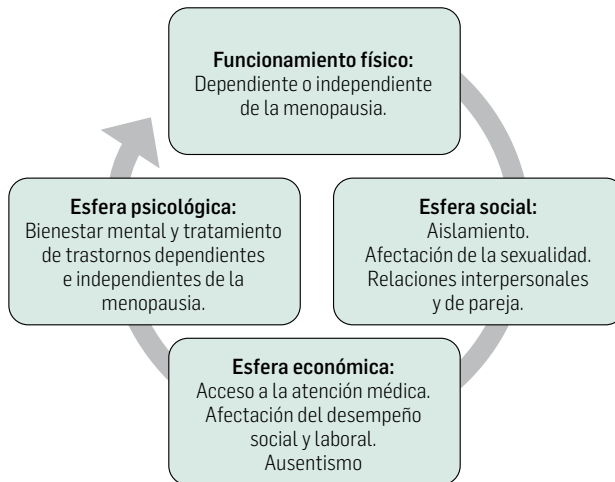 Funcionamiento físico:
Dependiente o independiente
de la menopausia.
Esfera psicológica:
Bienestar mental y tratamiento
de trastornos dependientes
e independientes de la
menopausia.
Esfera social:
Aislamiento.
Afectación de la sexualidad.
Relaciones interpersonales
y de pareja.
Esfera económica:
Acceso a la atención médica.
Afectación del desempeño
social y laboral.
Ausentismo